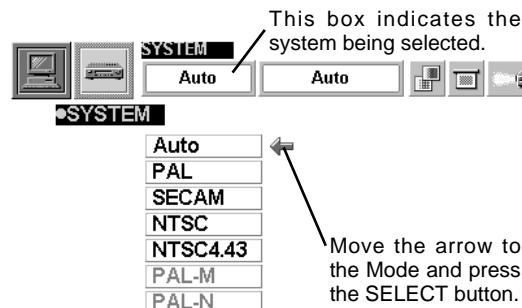 This box indicates the
system being selected.
SYSTEM
Auto Auto
●SYSTEM
Auto
PAL
SECAM
NTSC
NTSC4.43
PAL-M
PAL-N
Move the arrow to
the Mode and press
the SELECT button.